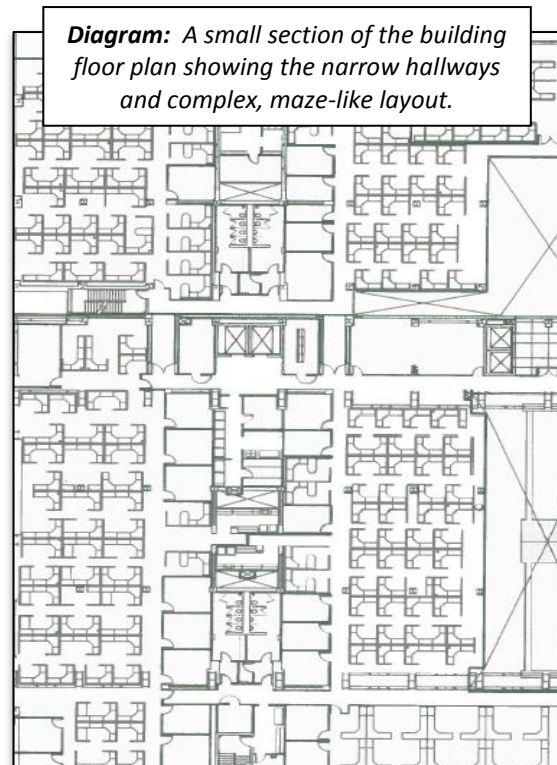 Diagram: A small section of the building
floor plan showing the narrow hallways
and complex, maze-like layout.